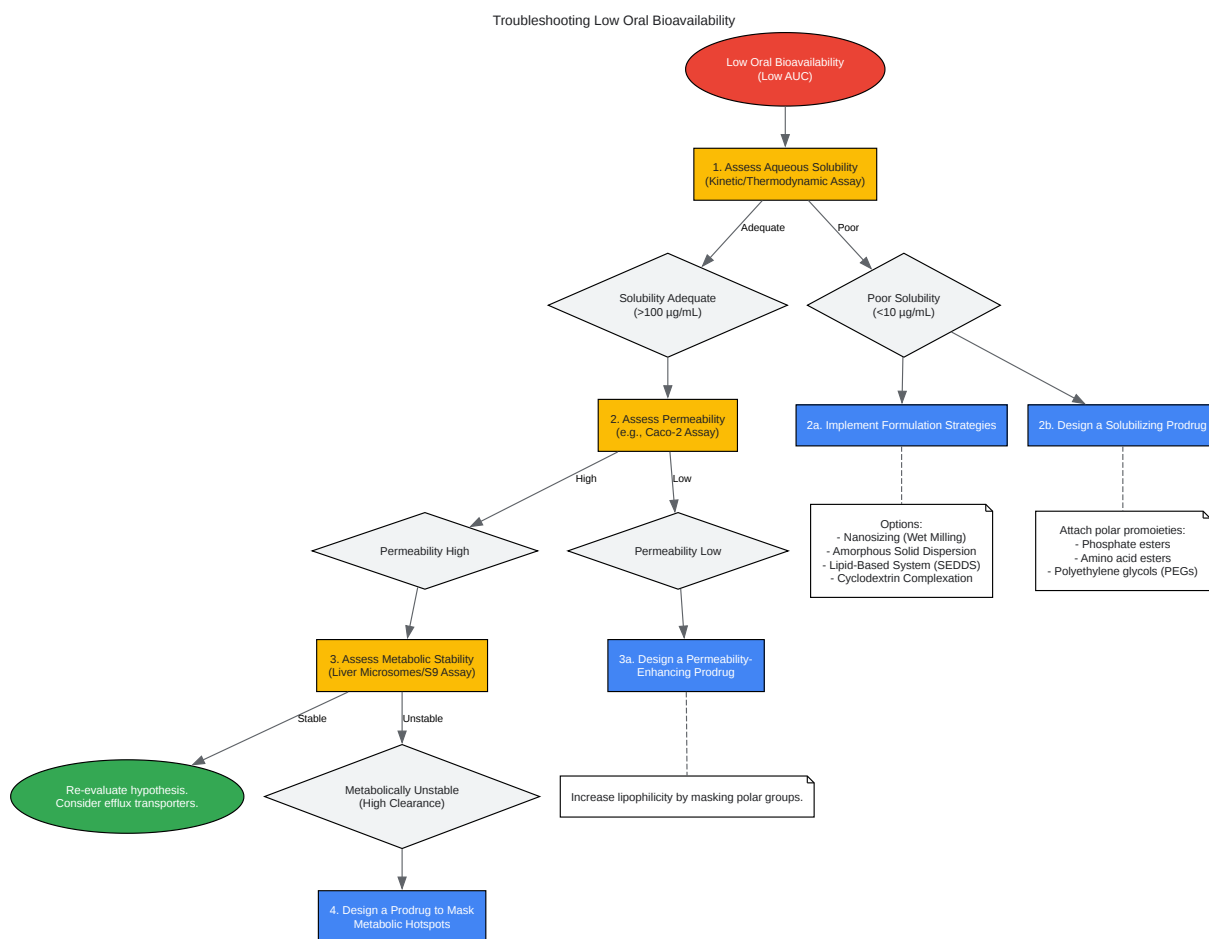 Troubleshooting Low Oral Bioavailability
Low Oral Bioavailability
(Low AUC)
1. Assess Aqueous Solubility
(Kinetic/Thermodynamic Assay)
Adequate
Poor
Solubility Adequate
(>100 µg/mL)
Poor Solubility
(<10 µg/mL)
2. Assess Permeability
(e.g., Caco-2 Assay)
2a. Implement Formulation Strategies
2b. Design a Solubilizing Prodrug
High
Low
Options:
- Nanosizing (Wet Milling)
- Amorphous Solid Dispersion
- Lipid-Based System (SEDDS)
- Cyclodextrin Complexation
Attach polar promoieties:
- Phosphate esters
- Amino acid esters
- Polyethylene glycols (PEGs)
Permeability High
Permeability Low
3. Assess Metabolic Stability
(Liver Microsomes/S9 Assay)
3a. Design a Permeability-
Enhancing Prodrug
Stable
Unstable
Re-evaluate hypothesis.
Consider efflux transporters.
Metabolically Unstable
(High Clearance)
Increase lipophilicity by masking polar groups.
4. Design a Prodrug to Mask
Metabolic Hotspots